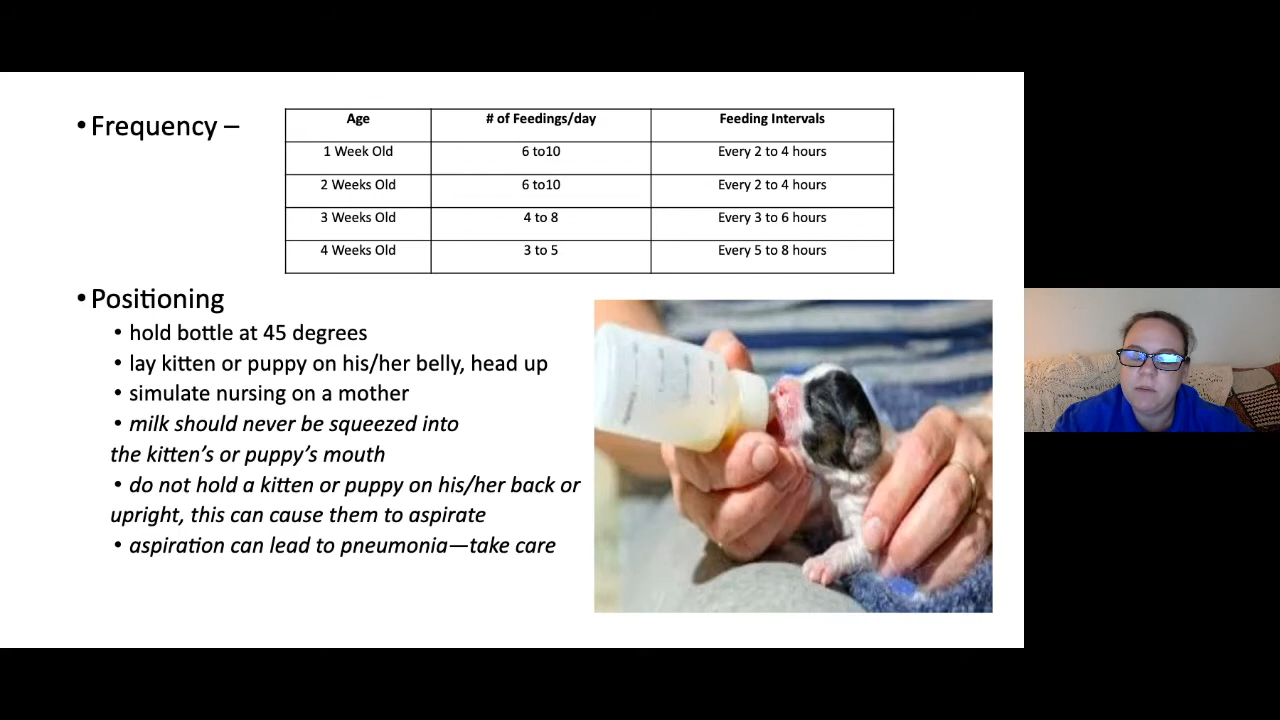 • Frequency –
Age # of Feedings/day Feeding Intervals
1 Week Old 6 to10 Every 2 to 4 hours
2 Weeks Old 6 to10 Every 2 to 4 hours
3 Weeks Old 4 to 8 Every 3 to 6 hours
4 Weeks Old 3 to 5 Every 5 to 8 hours
• Positioning
• hold bottle at 45 degrees
• lay kitten or puppy on his/her belly, head up
• simulate nursing on a mother
• milk should never be squeezed into
the kitten’s or puppy’s mouth
• do not hold a kitten or puppy on his/her back or
upright, this can cause them to aspirate
• aspiration can lead to pneumonia—take care